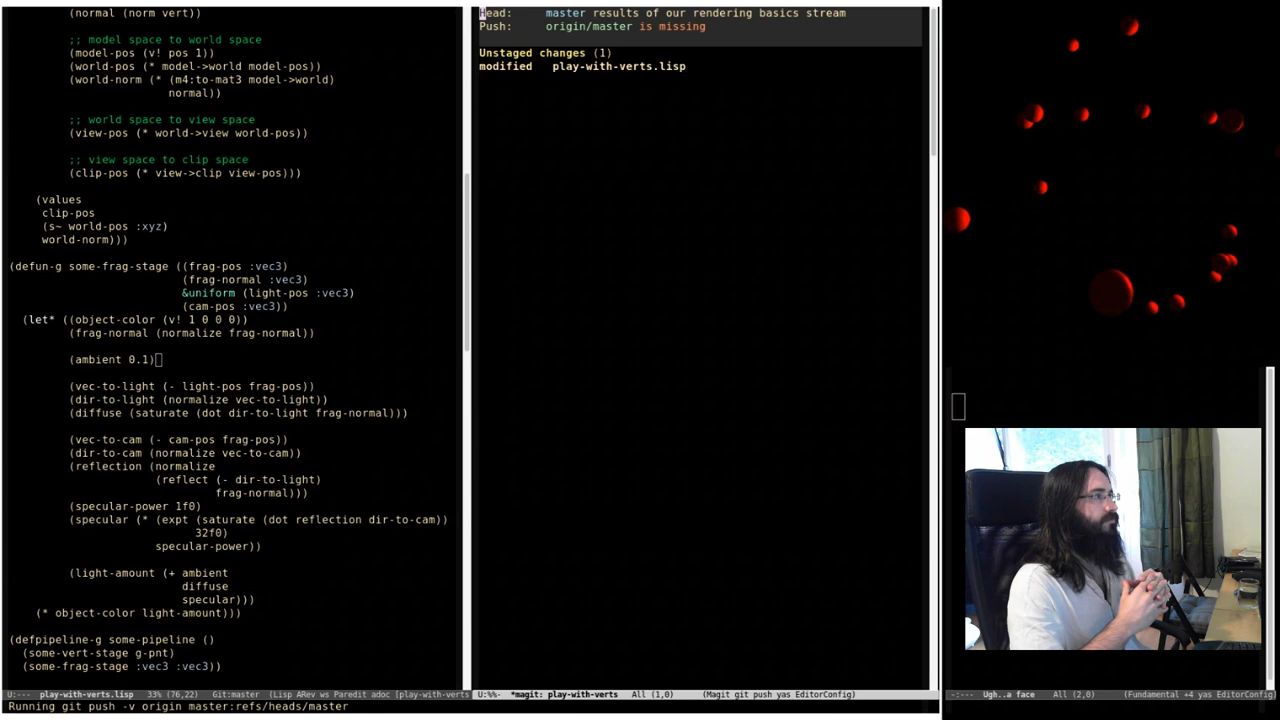 (normal (norm vert))
;; model space to world space
(model-pos (v! pos 1))
(world-pos (* model->world model-pos))
(world-norm (* (m4:to-mat3 model->world)
normal))
;; world space to view space
(view-pos (* world->view world-pos))
;; view space to clip space
(clip-pos (* view->clip view-pos)))
(values
clip-pos
(s~ world-pos :xyz)
world-norm)))
(defun-g some-frag-stage ((frag-pos :vec3)
(frag-normal :vec3)
&uniform (light-pos :vec3)
(cam-pos :vec3))
(let* ((object-color (v! 1 0 0 0))
(frag-normal (normalize frag-normal))
(ambient 0.1)
(vec-to-light (- light-pos frag-pos))
(dir-to-light (normalize vec-to-light))
(diffuse (saturate (dot dir-to-light frag-normal)))
(vec-to-cam (- cam-pos frag-pos))
(dir-to-cam (normalize vec-to-cam))
(reflection (normalize
(reflect (- dir-to-light)
frag-normal)))
(specular-power 1f0)
(specular (* (expt (saturate (dot reflection dir-to-cam))
32f0)
specular-power))
(light-amount (+ ambient
diffuse
specular)))
(* object-color light-amount)))
(defpipeline-g some-pipeline ()
(some-vert-stage g-pnt)
(some-frag-stage :vec3 :vec3))
U:--- play-with-verts.lisp 33% (76,22) Git:master (Lisp ARev ws Paredit adoc [play-with-verts
Running git push -v origin master:refs/heads/master
Head: master results of our rendering basics stream
Push: origin/master is missing
Unstaged changes (1)
modified play-with-verts.lisp
U:%%- *magit: play-with-verts All (1,0) (Magit git push yas EditorConfig)
-:--- Ugh..a face All (2,0) (Fundamental +4 yas EditorConfig)